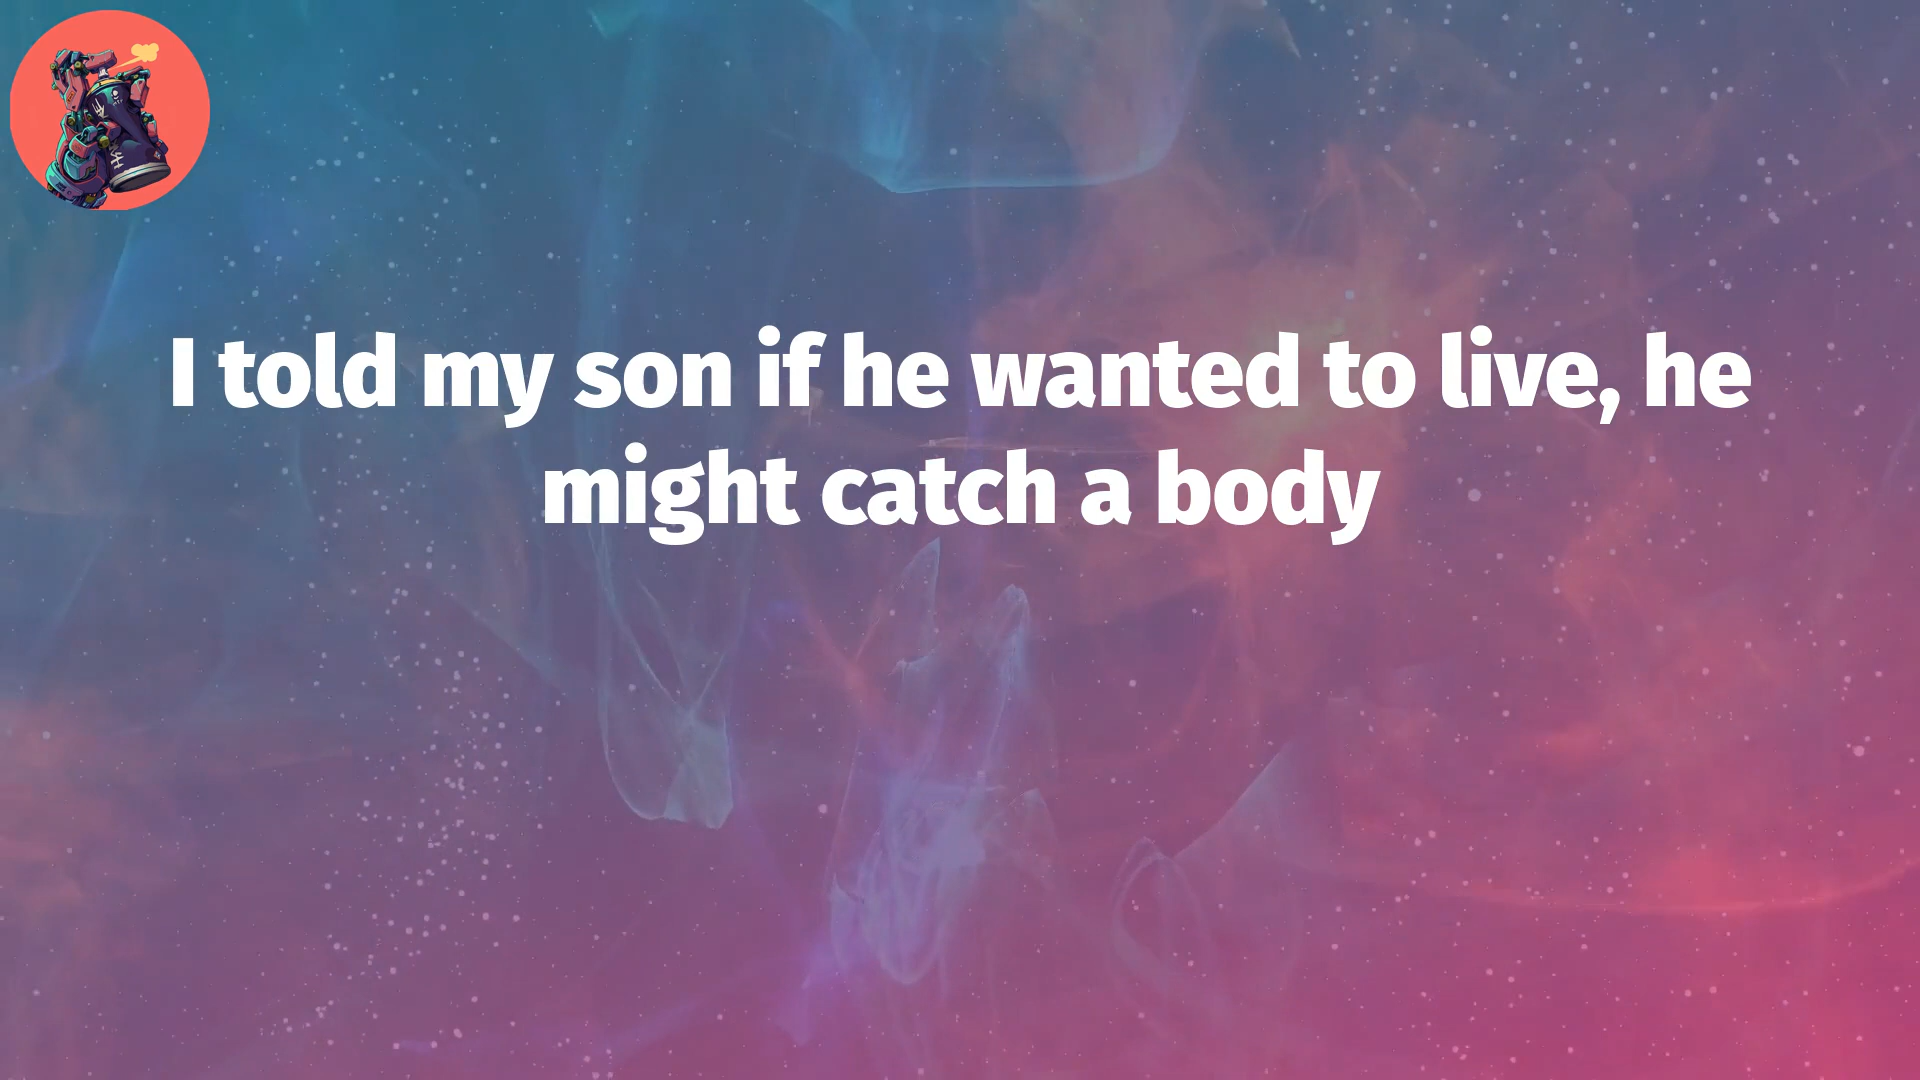 I told my son if he wanted to live, he
might catch a body